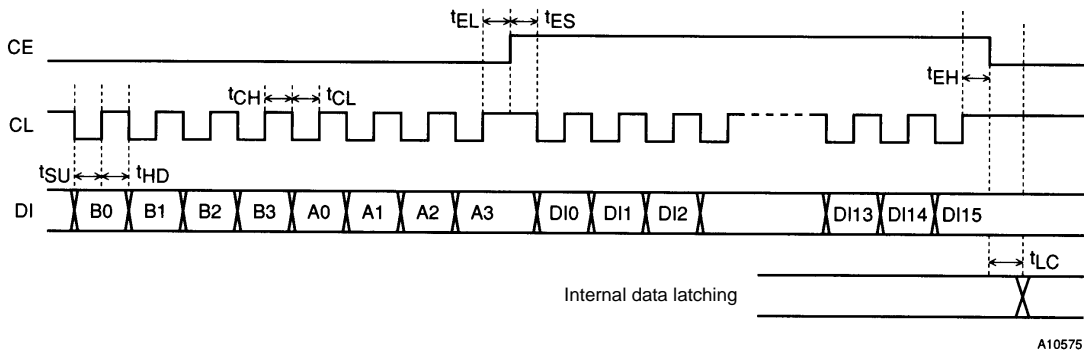 tEL tES
CE
tEH
tCH tCL
CL
tSU tHD
DI B0 B1 B2 B3 A0 A1 A2 A3 DI0 DI1 DI2 DI13 DI14 DI15
tLC
Internal data latching
A10575